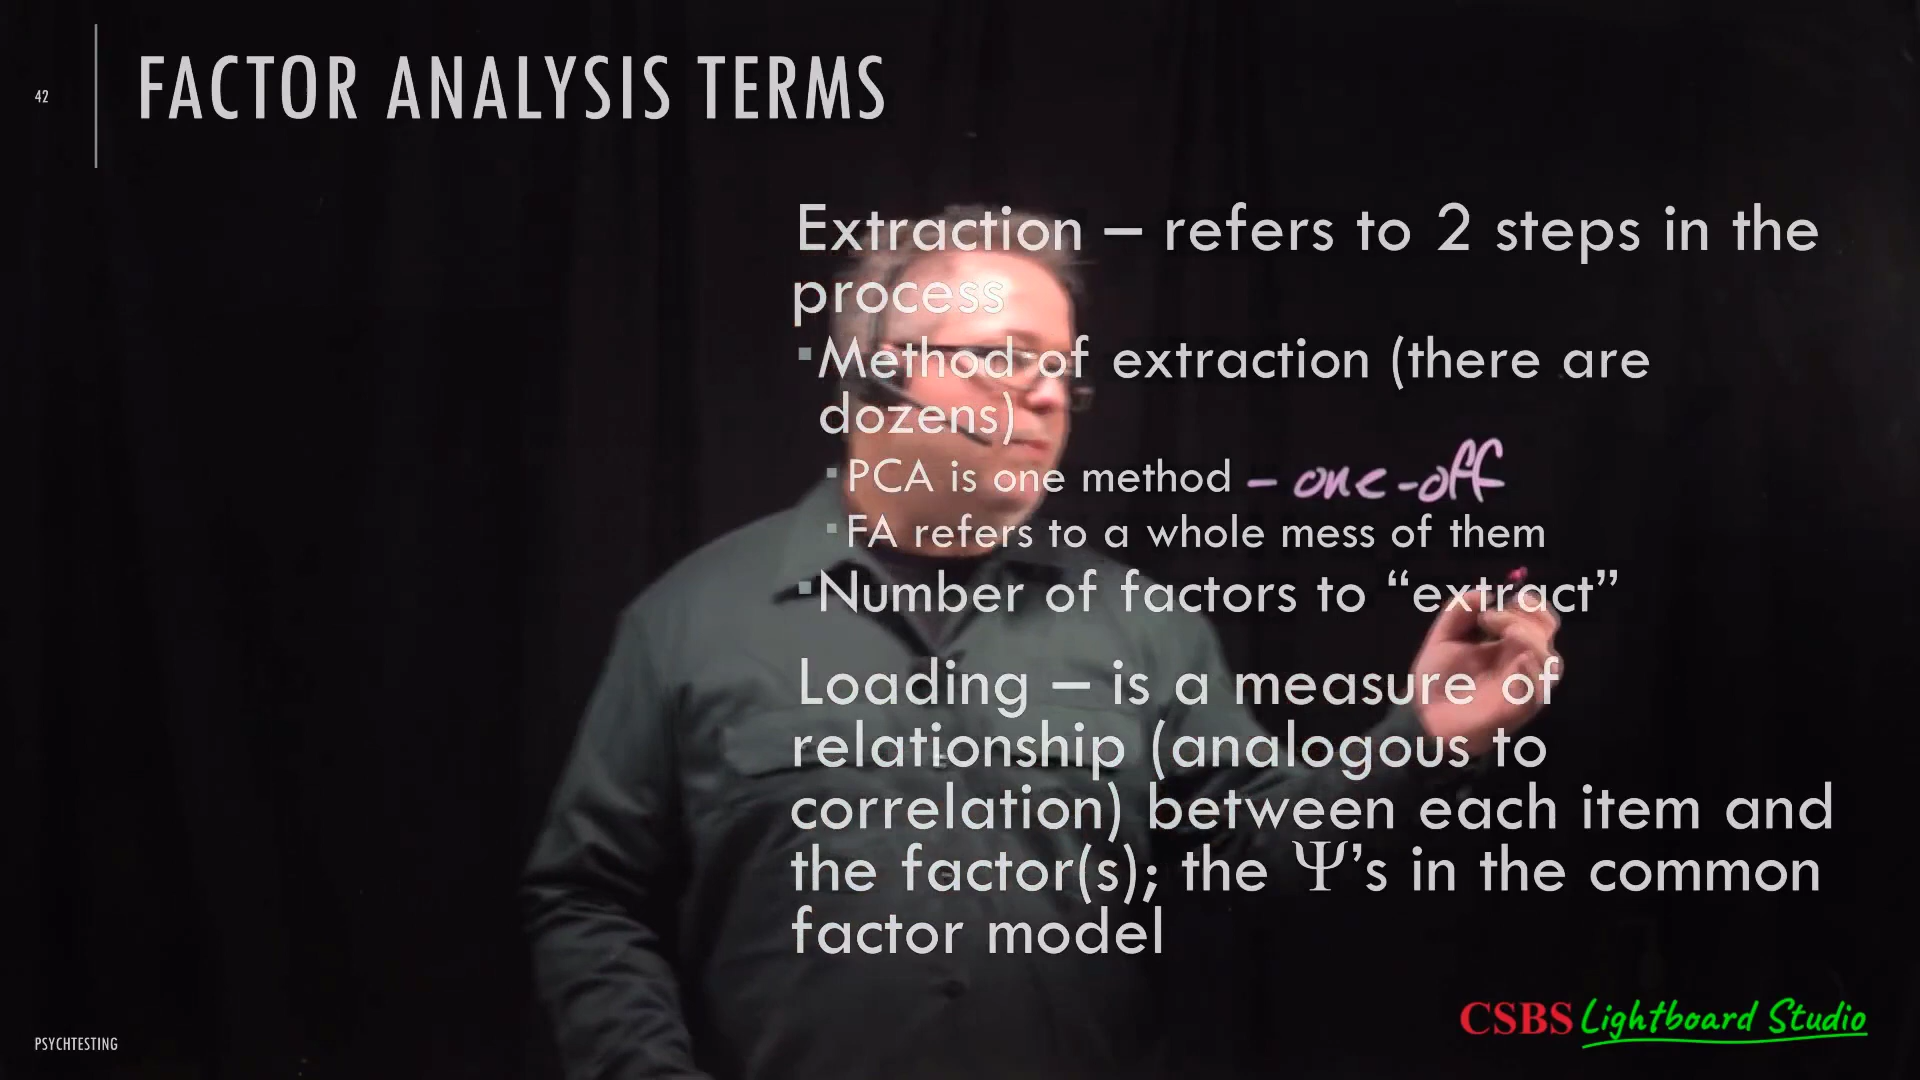 42
FACTOR ANALYSIS TERMS
Extraction – refers to 2 steps in the
process
▪Method of extraction (there are
dozens)
▪PCA is one method - one-off
▪FA refers to a whole mess of them
▪Number of factors to “extract”
Loading – is a measure of
relationship (analogous to
correlation) between each item and
the factor(s); the Ψ’s in the common
factor model
CSBS Lightboard Studio
PSYCHTESTING